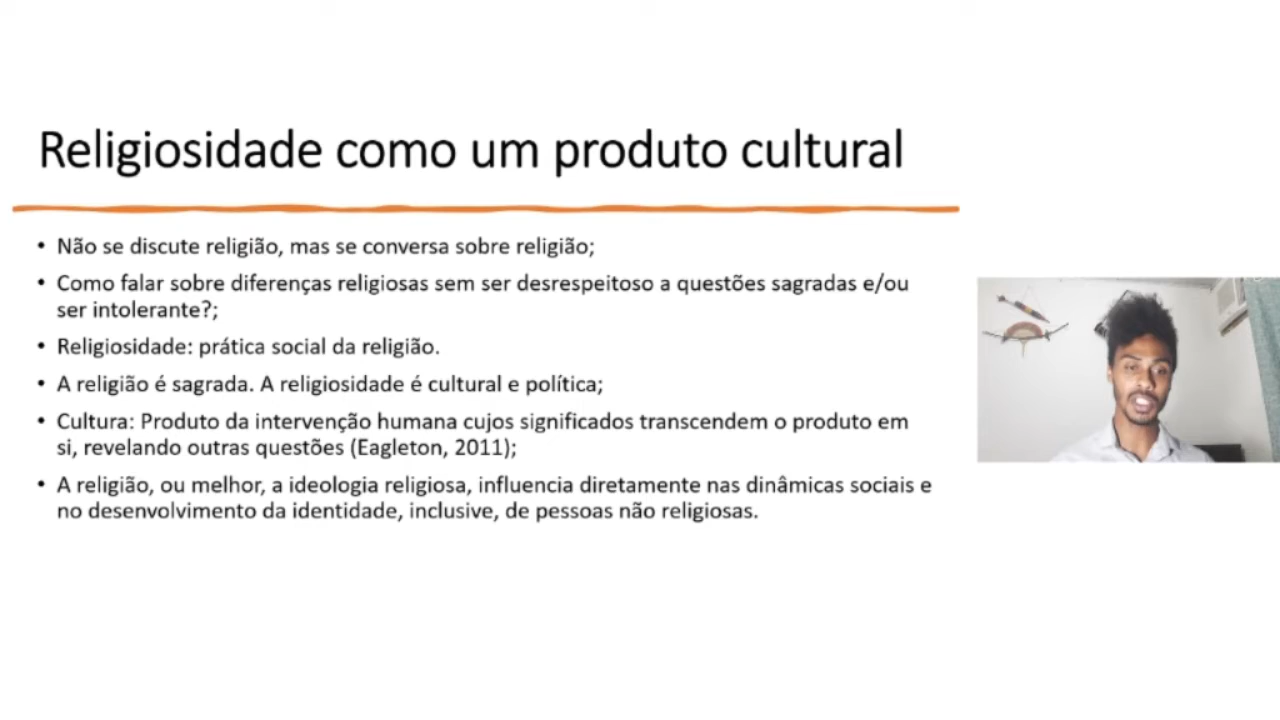 Religiosidade como um produto cultural
• Não se discute religião, mas se conversa sobre religião;
• Como falar sobre diferenças religiosas sem ser desrespeitoso a questões sagradas e/ou
ser intolerante?;
• Religiosidade: prática social da religião.
• A religião é sagrada. A religiosidade é cultural e política;
• Cultura: Produto da intervenção humana cujos significados transcendem o produto em
si, revelando outras questões (Eagleton, 2011);
• A religião, ou melhor, a ideologia religiosa, influencia diretamente nas dinâmicas sociais e
no desenvolvimento da identidade, inclusive, de pessoas não religiosas.